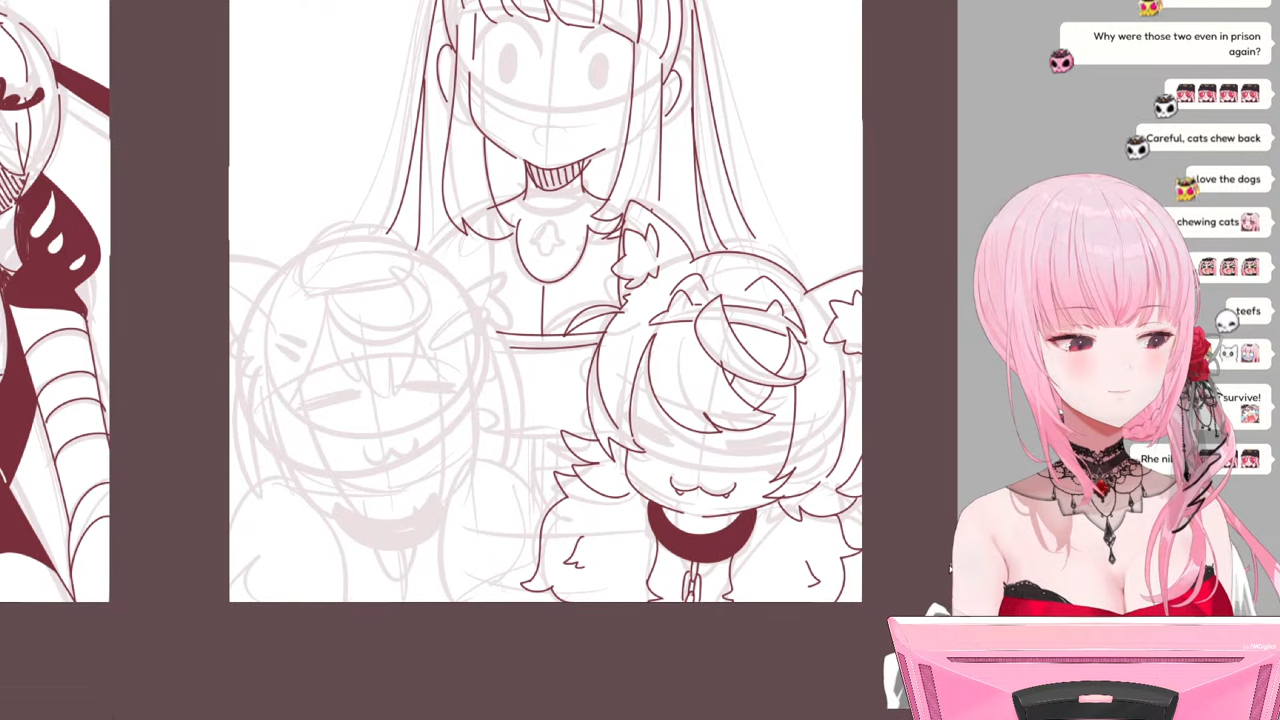 Why were those two even in prison
again?
Careful, cats chew back
love the dogs
chewing cats
teefs
survive!
Rhe